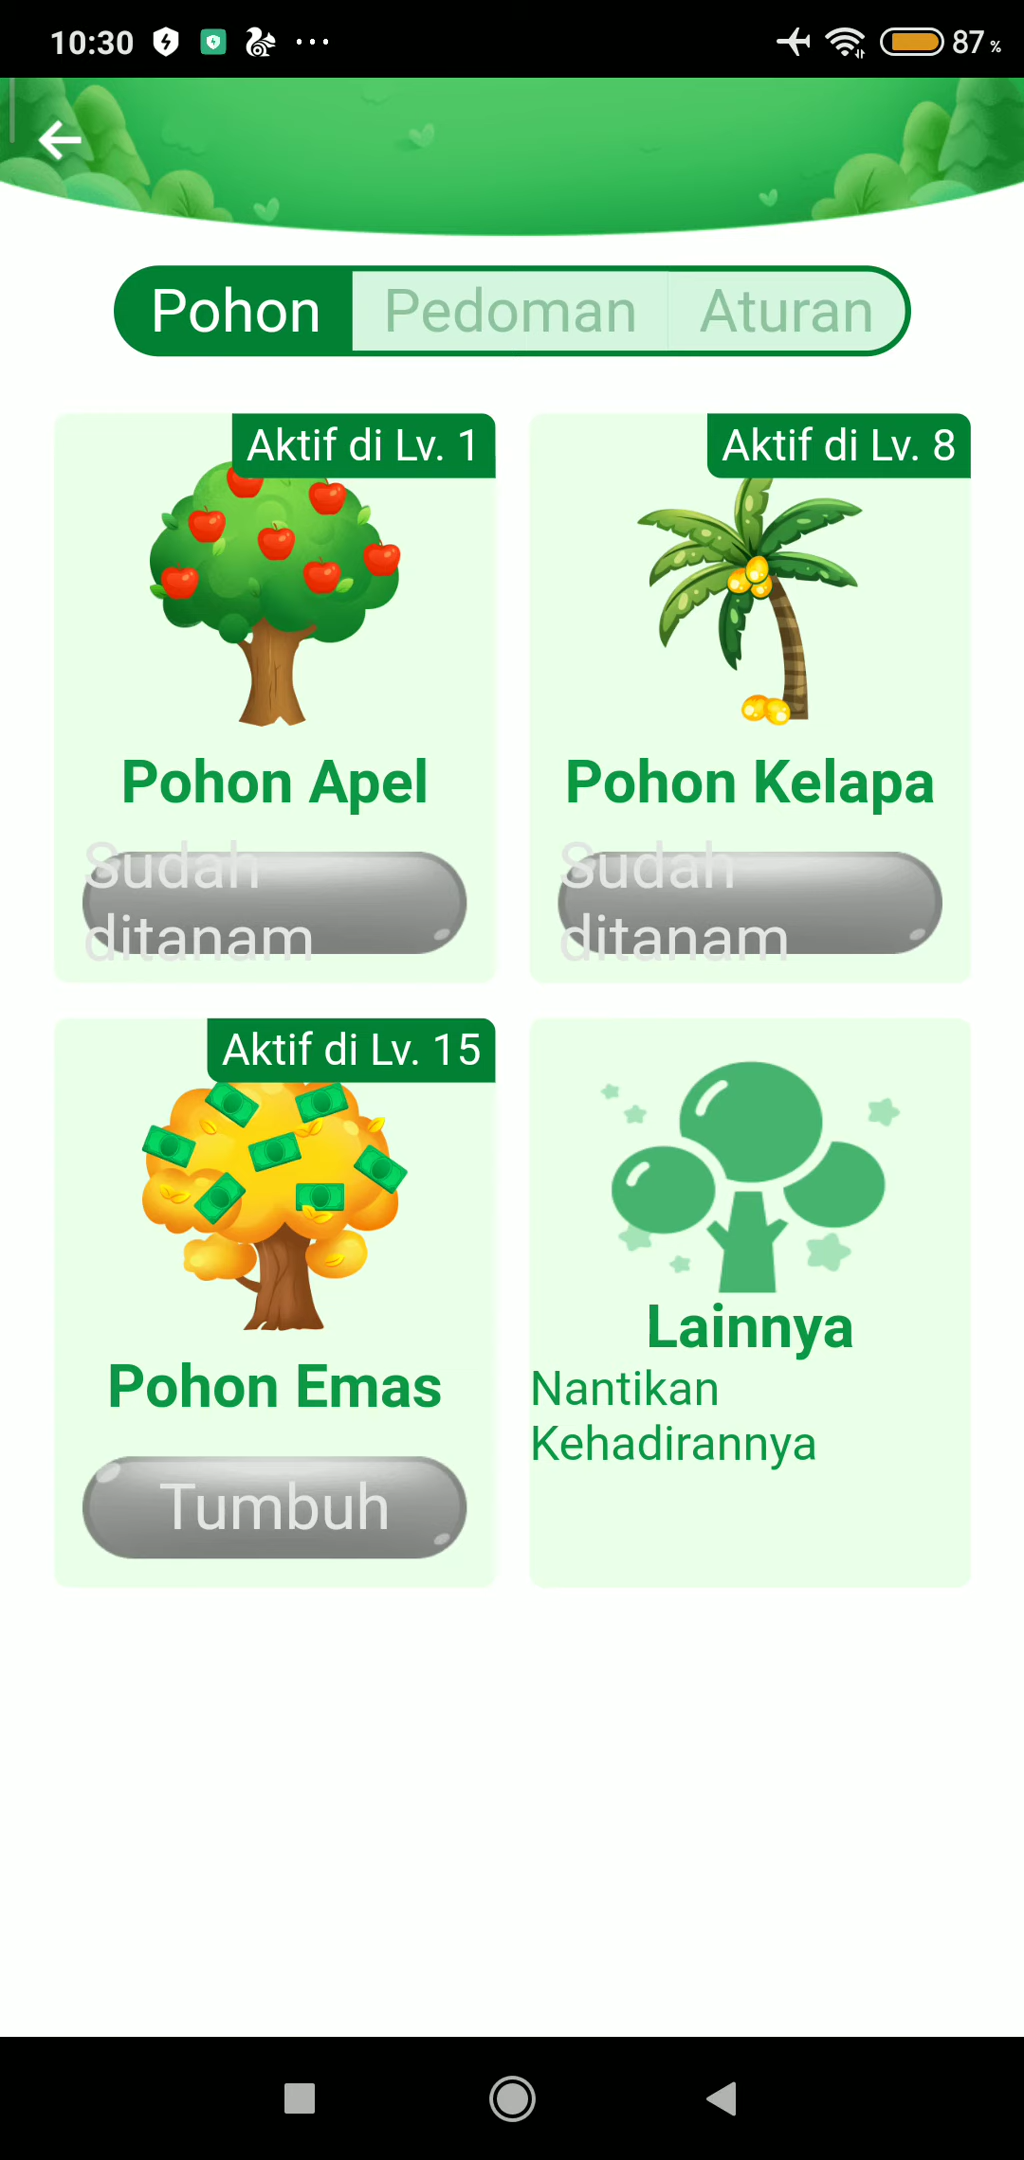 10:30
87 %
Pohon Pedoman Aturan
Aktif di Lv. 1
Aktif di Lv. 8
Pohon Apel
Pohon Kelapa
Sudah
ditanam
Sudah
ditanam
Aktif di Lv. 15
Pohon Emas
Tumbuh
Lainnya
Nantikan
Kehadirannya